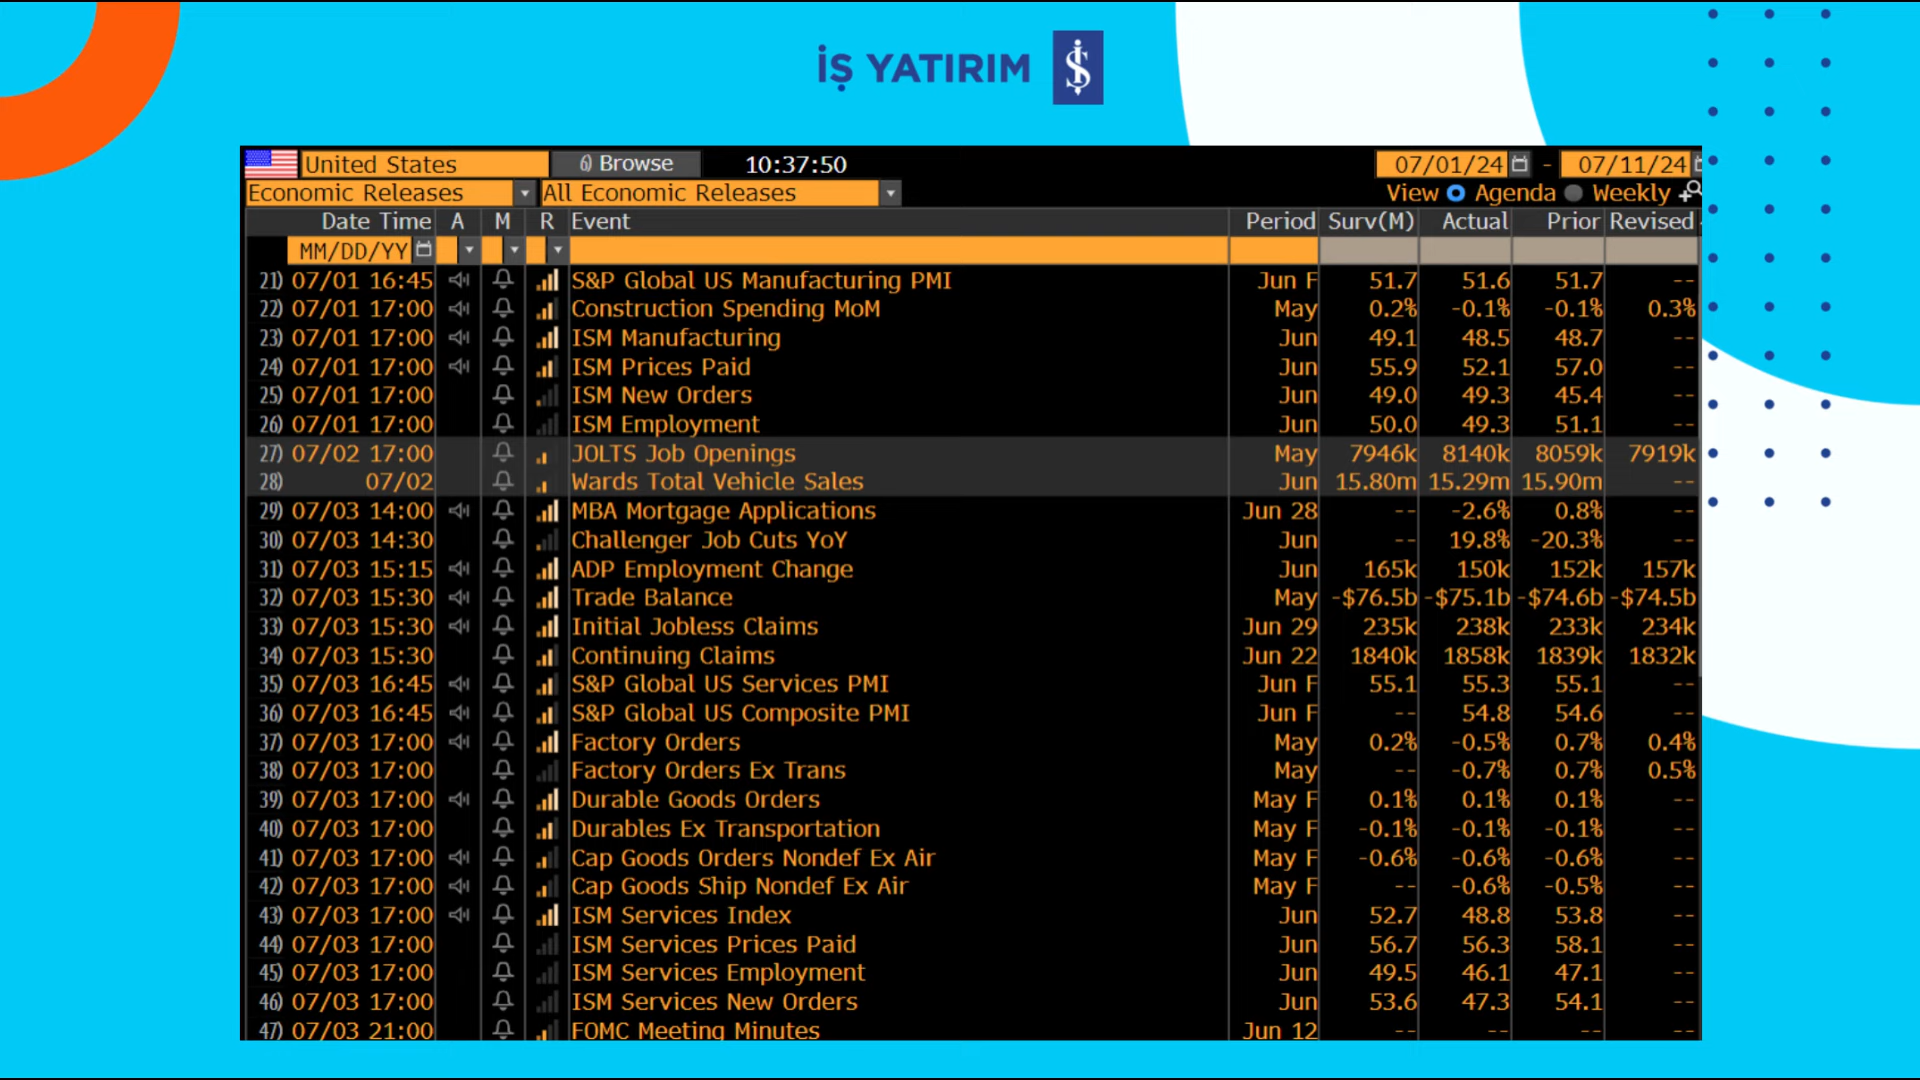 İŞ YATIRIM
United States Browse 10:37:50 07/01/24 - 07/11/24
Economic Releases All Economic Releases View Agenda Weekly
Date Time A M R Event Period Surv(M) Actual Prior Revised
MM/DD/YY
21) 07/01 16:45 S&P Global US Manufacturing PMI Jun F 51.7 51.6 51.7 --
22) 07/01 17:00 Construction Spending MoM May 0.2% -0.1% -0.1% 0.3%
23) 07/01 17:00 ISM Manufacturing Jun 49.1 48.5 48.7 --
24) 07/01 17:00 ISM Prices Paid Jun 55.9 52.1 57.0 --
25) 07/01 17:00 ISM New Orders Jun 49.0 49.3 45.4 --
26) 07/01 17:00 ISM Employment Jun 50.0 49.3 51.1 --
27) 07/02 17:00 JOLTS Job Openings May 7946k 8140k 8059k 7919k
28) 07/02 Wards Total Vehicle Sales Jun 15.80m 15.29m 15.90m --
29) 07/03 14:00 MBA Mortgage Applications Jun 28 -- -2.6% 0.8% --
30) 07/03 14:30 Challenger Job Cuts YoY Jun -- 19.8% -20.3% --
31) 07/03 15:15 ADP Employment Change Jun 165k 150k 152k 157k
32) 07/03 15:30 Trade Balance May -$76.5b -$75.1b -$74.6b -$74.5b
33) 07/03 15:30 Initial Jobless Claims Jun 29 235k 238k 233k 234k
34) 07/03 15:30 Continuing Claims Jun 22 1840k 1858k 1839k 1832k
35) 07/03 16:45 S&P Global US Services PMI Jun F 55.1 55.3 55.1 --
36) 07/03 16:45 S&P Global US Composite PMI Jun F -- 54.8 54.6 --
37) 07/03 17:00 Factory Orders May 0.2% -0.5% 0.7% 0.4%
38) 07/03 17:00 Factory Orders Ex Trans May -- -0.7% 0.7% 0.5%
39) 07/03 17:00 Durable Goods Orders May F 0.1% 0.1% 0.1% --
40) 07/03 17:00 Durables Ex Transportation May F -0.1% -0.1% -0.1% --
41) 07/03 17:00 Cap Goods Orders Nondef Ex Air May F -0.6% -0.6% -0.6% --
42) 07/03 17:00 Cap Goods Ship Nondef Ex Air May F -- -0.6% -0.5% --
43) 07/03 17:00 ISM Services Index Jun 52.7 48.8 53.8 --
44) 07/03 17:00 ISM Services Prices Paid Jun 56.7 56.3 58.1 --
45) 07/03 17:00 ISM Services Employment Jun 49.5 46.1 47.1 --
46) 07/03 17:00 ISM Services New Orders Jun 53.6 47.3 54.1 --
47) 07/03 21:00 FOMC Meeting Minutes Jun 12 -- -- -- --